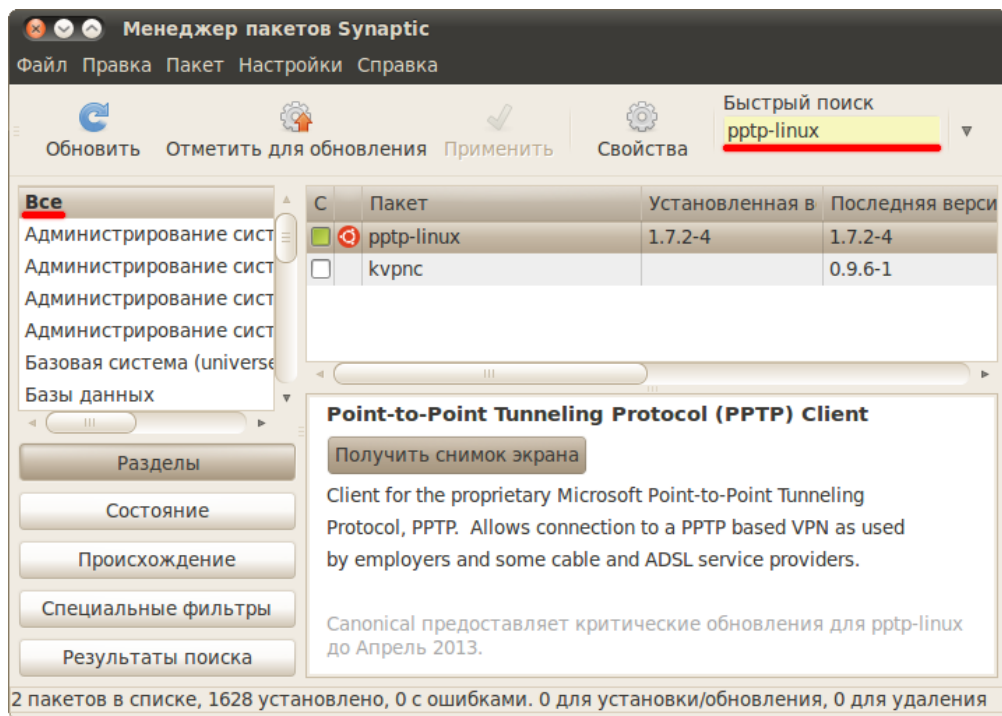 Менеджер пакетов Synaptic
Файл Правка Пакет Настройки Справка
Быстрый поиск
pptp-linux
Обновить Отметить для обновления Применить Свойства
Все
Администрирование сист
Администрирование сист
Администрирование сист
Администрирование сист
Базовая система (universe
Базы данных
С Пакет Установленная в Последняя верси
pptp-linux 1.7.2-4 1.7.2-4
kvpnc 0.9.6-1
Разделы
Состояние
Происхождение
Специальные фильтры
Результаты поиска
Point-to-Point Tunneling Protocol (PPTP) Client
Получить снимок экрана
Client for the proprietary Microsoft Point-to-Point Tunneling
Protocol, PPTP. Allows connection to a PPTP based VPN as used
by employers and some cable and ADSL service providers.
Canonical предоставляет критические обновления для pptp-linux
до Апрель 2013.
2 пакетов в списке, 1628 установлено, 0 с ошибками. 0 для установки/обновления, 0 для удаления